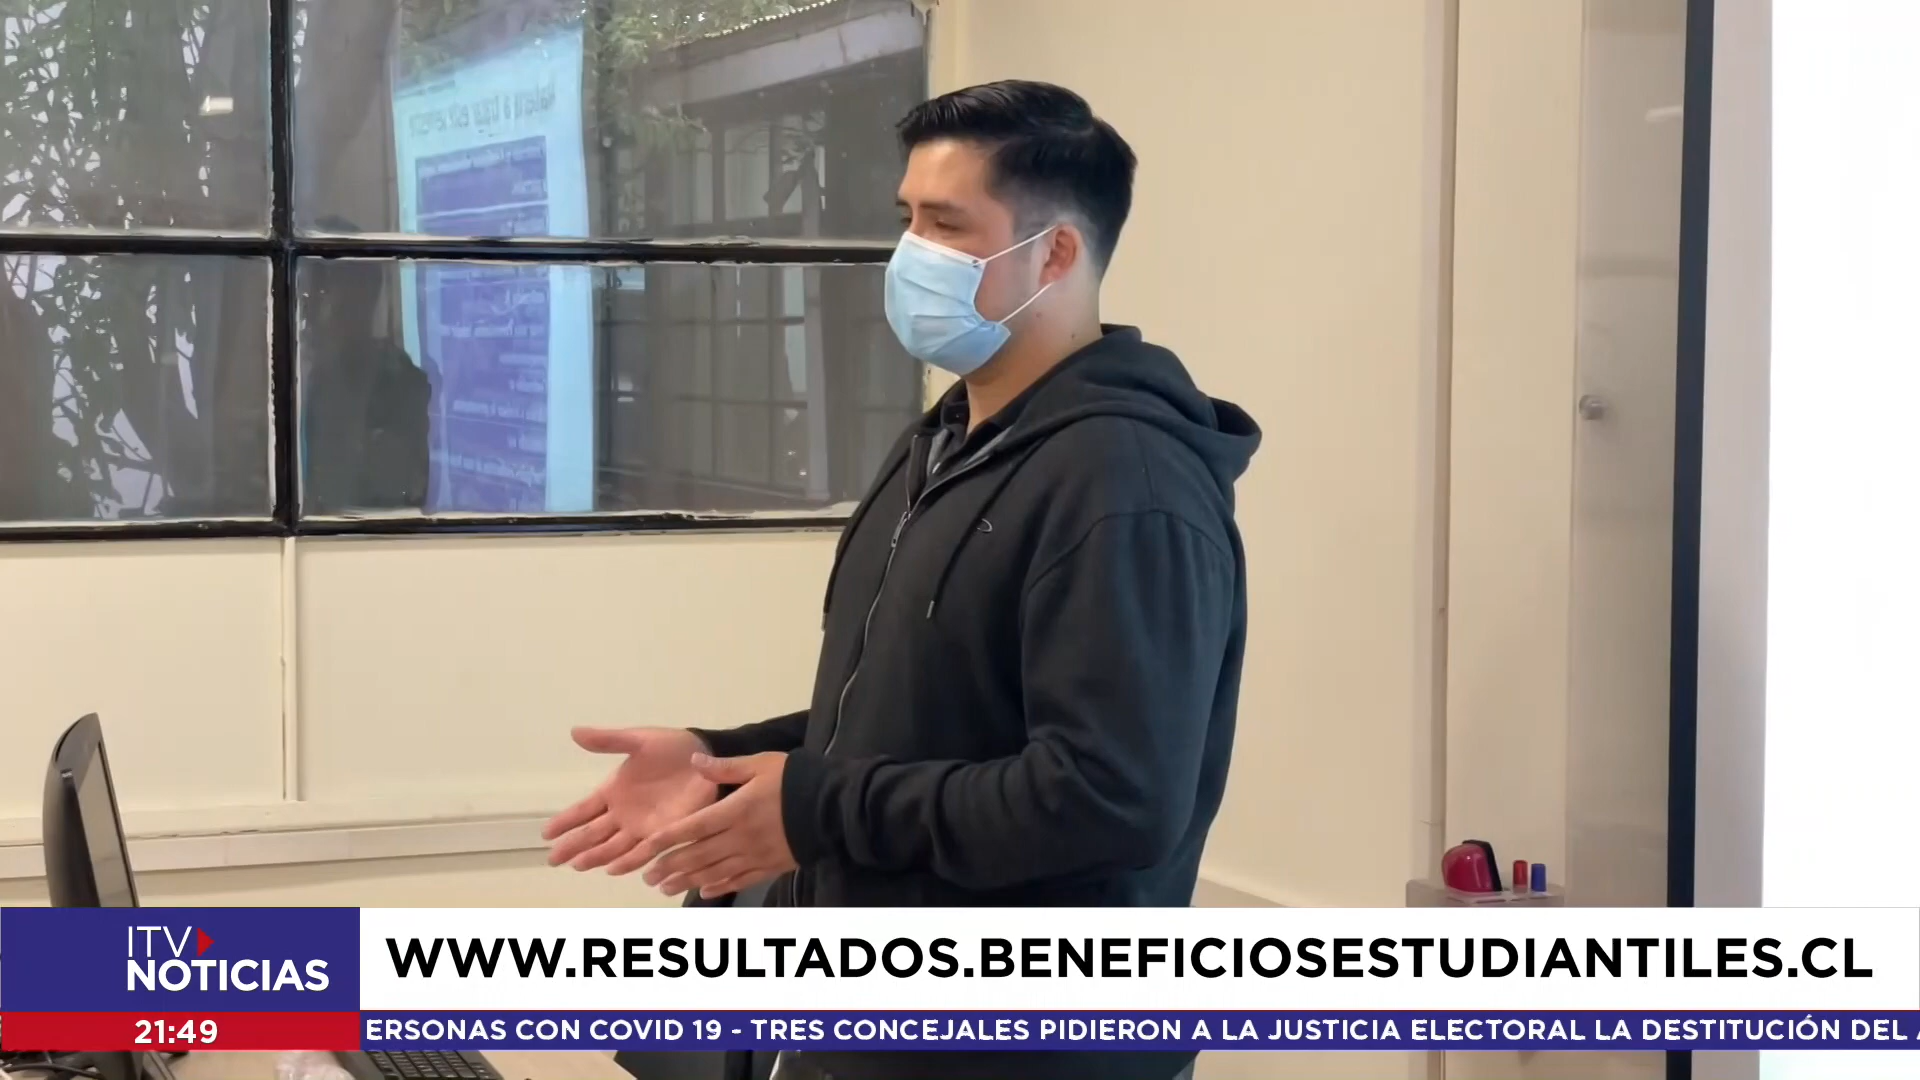 ITV
NOTICIAS
WWW.RESULTADOS.BENEFICIOSESTUDIANTILES.CL
21:49
ERSONAS CON COVID 19 - TRES CONCEJALES PIDIERON A LA JUSTICIA ELECTORAL LA DESTITUCIÓN DEL